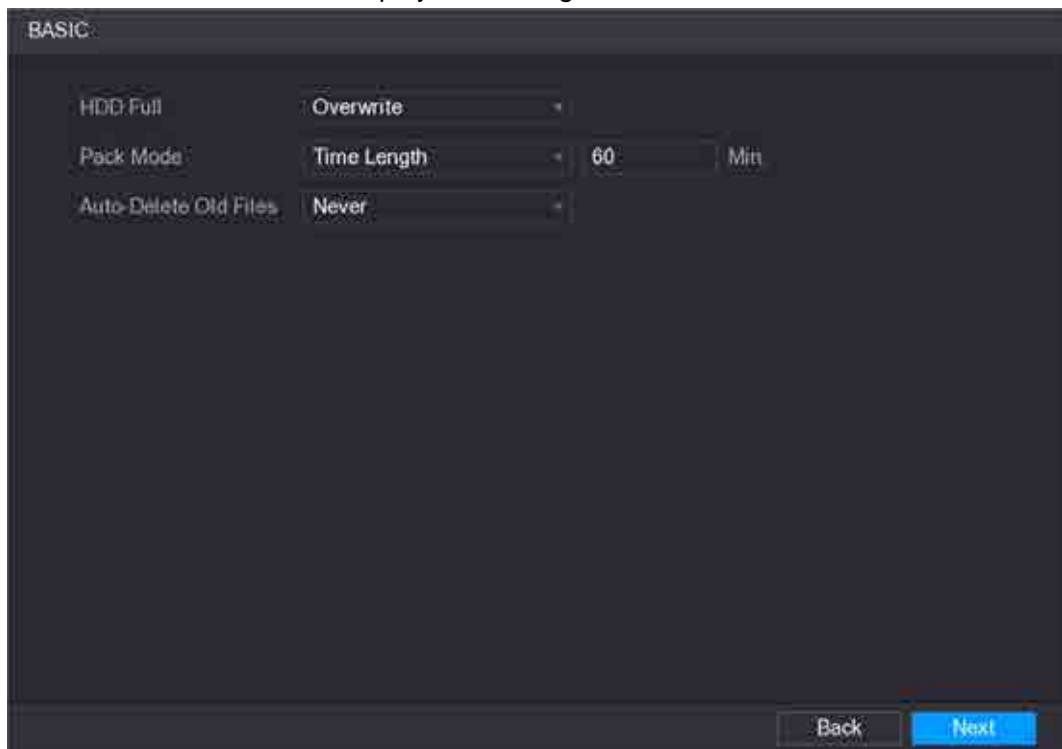 BASIC
HDD Full Overwrite
Pack Mode Time Length 60 Min
Auto-Delete Old Files Never
Back Next